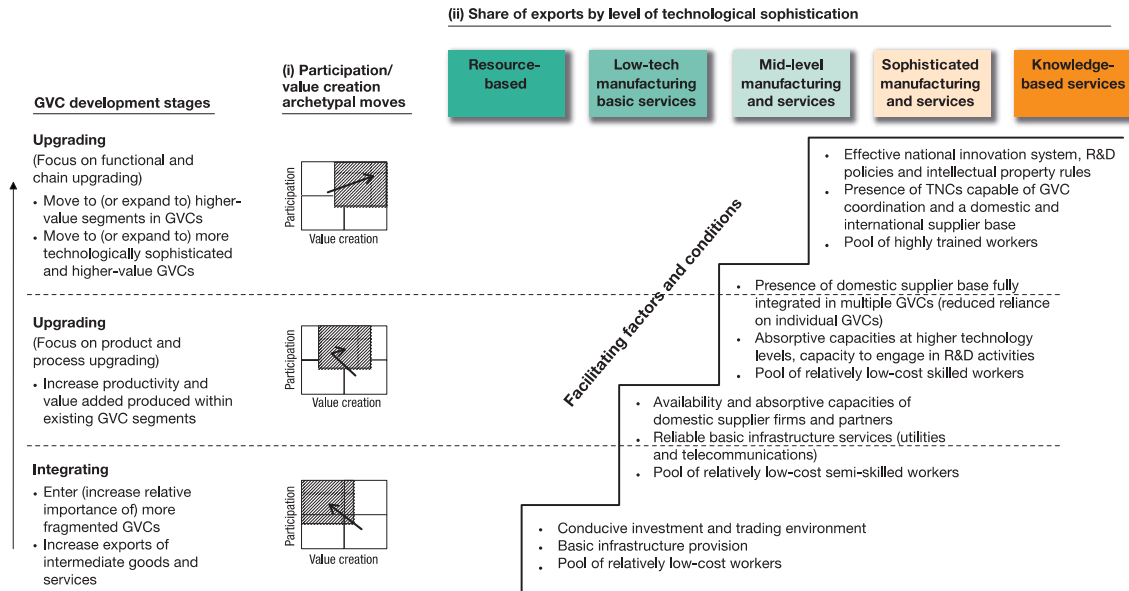 (ii) Share of exports by level of technological sophistication
Resource-
based
Low-tech
manufacturing
basic services
Mid-level
manufacturing
and services
Sophisticated
manufacturing
and services
Knowledge-
based services
GVC development stages
(i) Participation/
value creation
archetypal moves
Upgrading
(Focus on functional and
chain upgrading)
• Move to (or expand to) higher-
value segments in GVCs
• Move to (or expand to) more
technologically sophisticated
and higher-value GVCs
Participation
Value creation
• Effective national innovation system, R&D
policies and intellectual property rules
• Presence of TNCs capable of GVC
coordination and a domestic and
international supplier base
• Pool of highly trained workers
Facilitating factors and conditions
Upgrading
(Focus on product and
process upgrading)
• Increase productivity and
value added produced within
existing GVC segments
Participation
Value creation
• Presence of domestic supplier base fully
integrated in multiple GVCs (reduced reliance
on individual GVCs)
• Absorptive capacities at higher technology
levels, capacity to engage in R&D activities
• Pool of relatively low-cost skilled workers
• Availability and absorptive capacities of
domestic supplier firms and partners
• Reliable basic infrastructure services (utilities
and telecommunications)
• Pool of relatively low-cost semi-skilled workers
Integrating
• Enter (increase relative
importance of) more
fragmented GVCs
• Increase exports of
intermediate goods and
services
Participation
Value creation
• Conducive investment and trading environment
• Basic infrastructure provision
• Pool of relatively low-cost workers